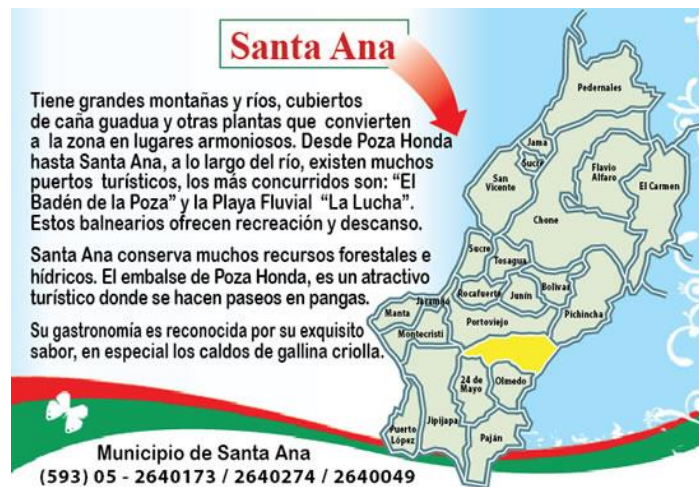 Santa Ana
Tiene grandes montañas y ríos, cubiertos
de caña guadua y otras plantas que convierten
a la zona en lugares armoniosos. Desde Poza Honda
hasta Santa Ana, a lo largo del río, existen muchos
puertos turísticos, los más concurridos son: “El
Badén de la Poza” y la Playa Fluvial “La Lucha”.
Estos balnearios ofrecen recreación y descanso.
Santa Ana conserva muchos recursos forestales e
hídricos. El embalse de Poza Honda, es un atractivo
turístico donde se hacen paseos en pangas.
Su gastronomía es reconocida por su exquisito
sabor, en especial los caldos de gallina criolla.
Pedernales
Jama
Sucre
San
Vicente
Flavio
Alfaro
El Carmen
Chone
Sucre
Tosagua
Rocafuerte
Junín
Bolivar
Pichincha
Jaramijó
Manta
Montecristi
Portoviejo
24 de
Mayo
Olmedo
Jipijapa
Puerto
López
Paján
Municipio de Santa Ana
(593) 05 - 2640173 / 2640274 / 2640049